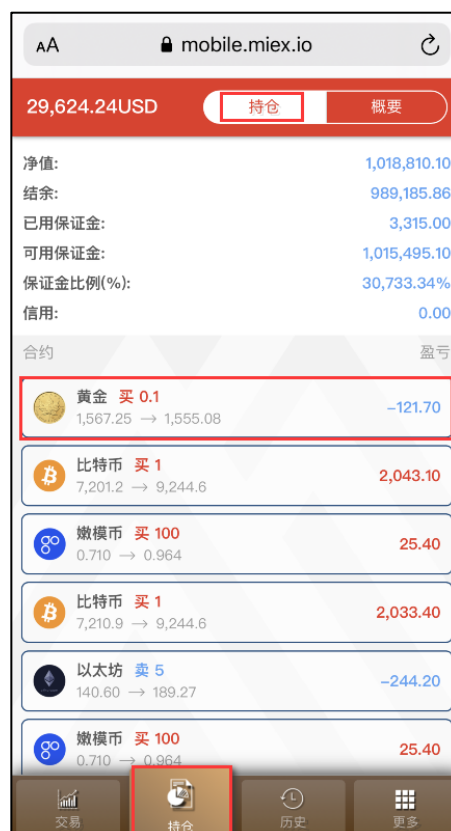 AA mobile.miex.io
29,624.24USD 持仓 概要
净值: 1,018,810.10
结余: 989,185.86
已用保证金: 3,315.00
可用保证金: 1,015,495.10
保证金比例(%): 30,733.34%
信用: 0.00
合约 盈亏
黄金 买 0.1
1,567.25 → 1,555.08
-121.70
比特币 买 1
7,201.2 → 9,244.6
2,043.10
嫩模币 买 100
0.710 → 0.964
25.40
比特币 买 1
7,210.9 → 9,244.6
2,033.40
以太坊 卖 5
140.60 → 189.27
-244.20
嫩模币 买 100
0.710 → 0.964
25.40
交易 持仓 历史 更多